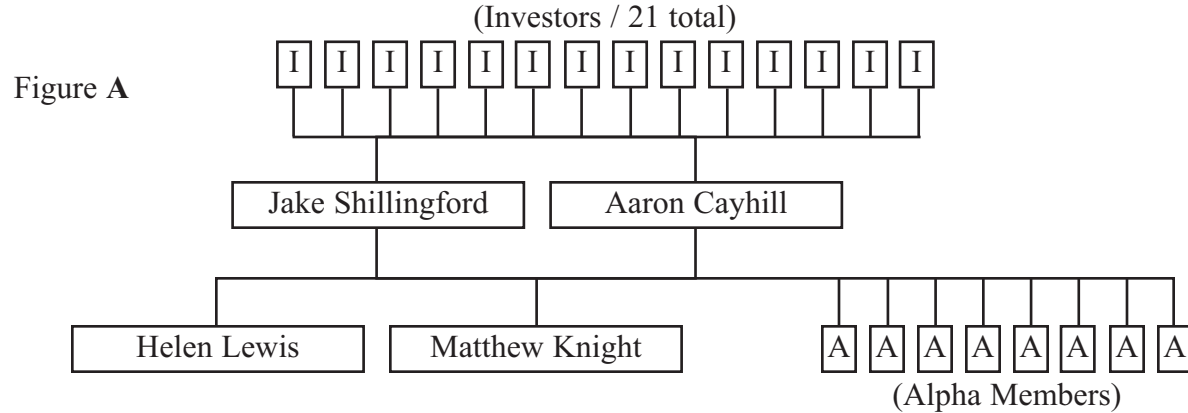 (Investors / 21 total)
I I I I I I I I I I I I I I
Figure A
Jake Shillingford Aaron Cayhill
Helen Lewis Matthew Knight A A A A A A A A
(Alpha Members)